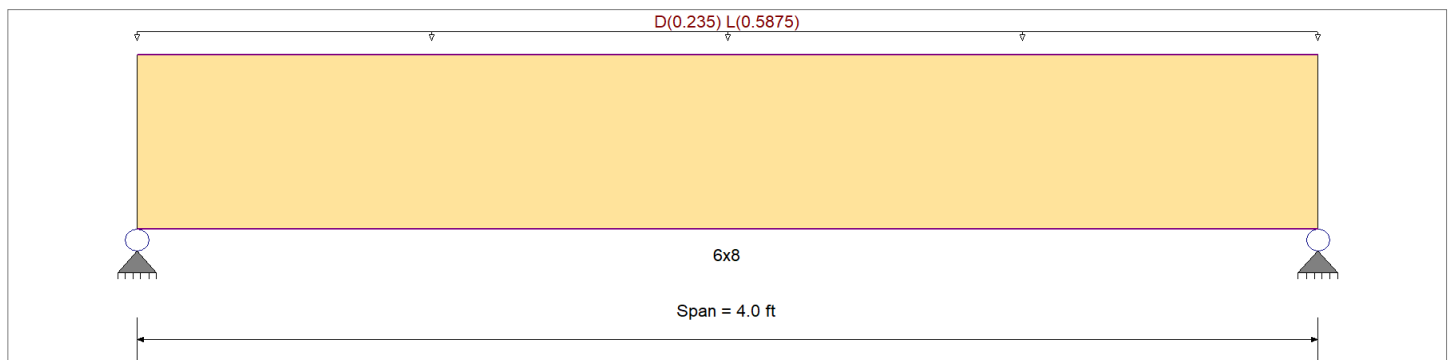 D(0.235) L(0.5875)
6x8
Span = 4.0 ft